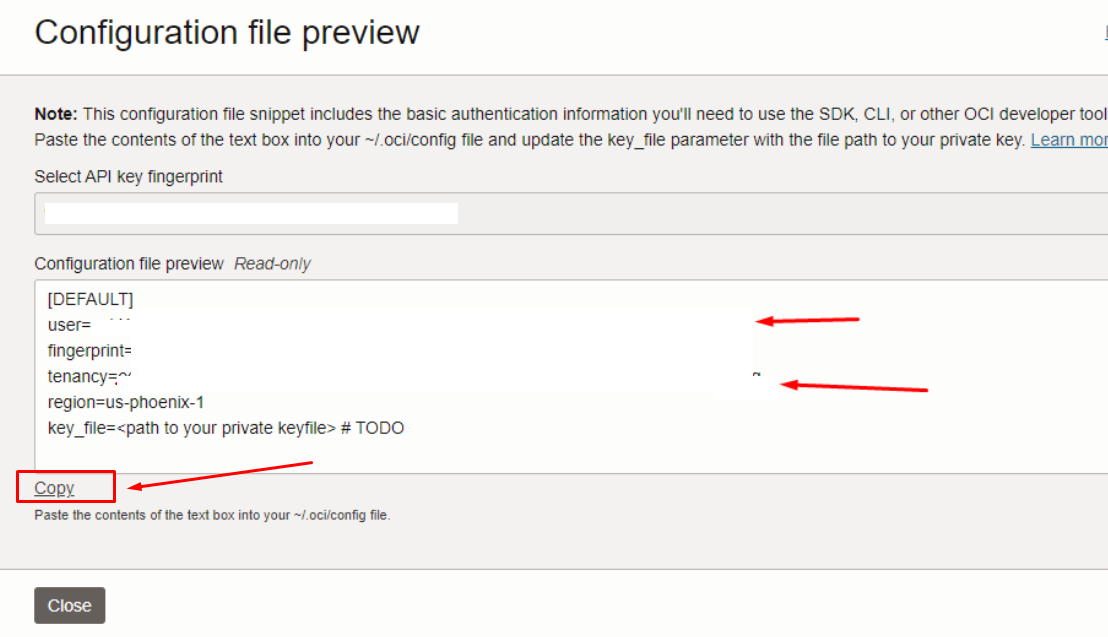 Configuration file preview
Note: This configuration file snippet includes the basic authentication information you'll need to use the SDK, CLI, or other OCI developer tool
Paste the contents of the text box into your ~/.oci/config file and update the key_file parameter with the file path to your private key. Learn mor
Select API key fingerprint
Configuration file preview Read-only
[DEFAULT]
user=
fingerprint=
tenancy=
region=us-phoenix-1
key_file=<path to your private keyfile> # TODO
Copy
Paste the contents of the text box into your ~/.oci/config file.
Close